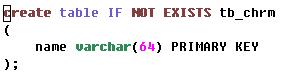 create table IF NOT EXISTS tb_chrm
(
    name varchar(64) PRIMARY KEY
);